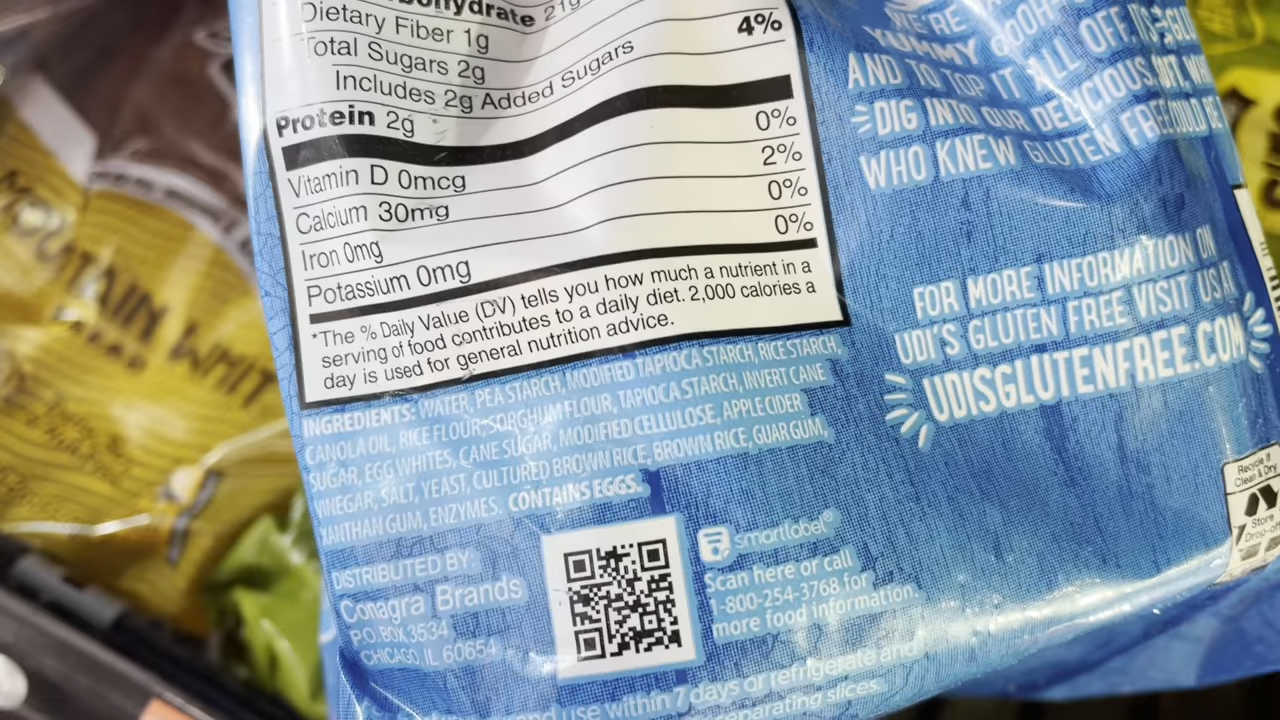 21g
Dietary Fiber 1g
Total Sugars 2g
Includes 2g Added Sugars 4%
Protein 2g
Vitamin D 0mcg 0%
Calcium 30mg 2%
Iron 0mg 0%
Potassium 0mg 0%
*The % Daily Value (DV) tells you how much a nutrient in a
serving of food contributes to a daily diet. 2,000 calories a
day is used for general nutrition advice.
INGREDIENTS: WATER, PEA STARCH, MODIFIED TAPIOCA STARCH, RICE STARCH,
CANOLA OIL, RICE FLOUR, SORGHUM FLOUR, TAPIOCA STARCH, INVERT CANE
SUGAR, EGG WHITES, CANE SUGAR, MODIFIED CELLULOSE, APPLE CIDER
VINEGAR, SALT, YEAST, CULTURED BROWN RICE, BROWN RICE, GUAR GUM,
XANTHAN GUM, ENZYMES. CONTAINS EGGS.
DISTRIBUTED BY:
Conagra Brands
P.O. BOX 3534
CHICAGO, IL 60654
smartlabel®
Scan here or call
1-800-254-3768 for
more food information.
use within 7 days or refrigerate and
separating slices.
WE'RE
YUMMY
AND TO TOP IT ALL OFF, IT'S
DIG INTO OUR DELICIOUS
WHO KNEW GLUTEN FREE COULD BE
FOR MORE INFORMATION ON
UDI'S GLUTEN FREE VISIT US AT
UDISGLUTENFREE.COM
Recycle If
Clean & Dry
Store
Drop-off
MOUNTAIN WHIT